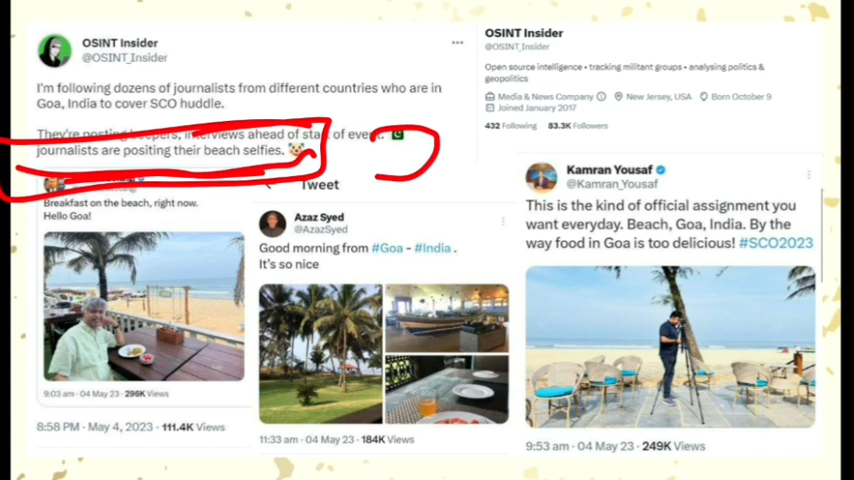 OSINT Insider
@OSINT_Insider
I'm following dozens of journalists from different countries who are in
Goa, India to cover SCO huddle.
They're posting beepers, interviews ahead of start of event.
journalists are positing their beach selfies.
Breakfast on the beach, right now.
Hello Goa!
9:03 am · 04 May 23 · 296K Views
8:58 PM · May 4, 2023 · 111.4K Views
Tweet
Azaz Syed
@AzazSyed
Good morning from #Goa - #India .
It's so nice
11:33 am · 04 May 23 · 184K Views
OSINT Insider
@OSINT_Insider
Open source intelligence • tracking militant groups • analysing politics &
geopolitics
Media & News Company
New Jersey, USA
Born October 9
Joined January 2017
432 Following 83.3K Followers
Kamran Yousaf
@Kamran_Yousaf
This is the kind of official assignment you
want everyday. Beach, Goa, India. By the
way food in Goa is too delicious! #SCO2023
9:53 am · 04 May 23 · 249K Views